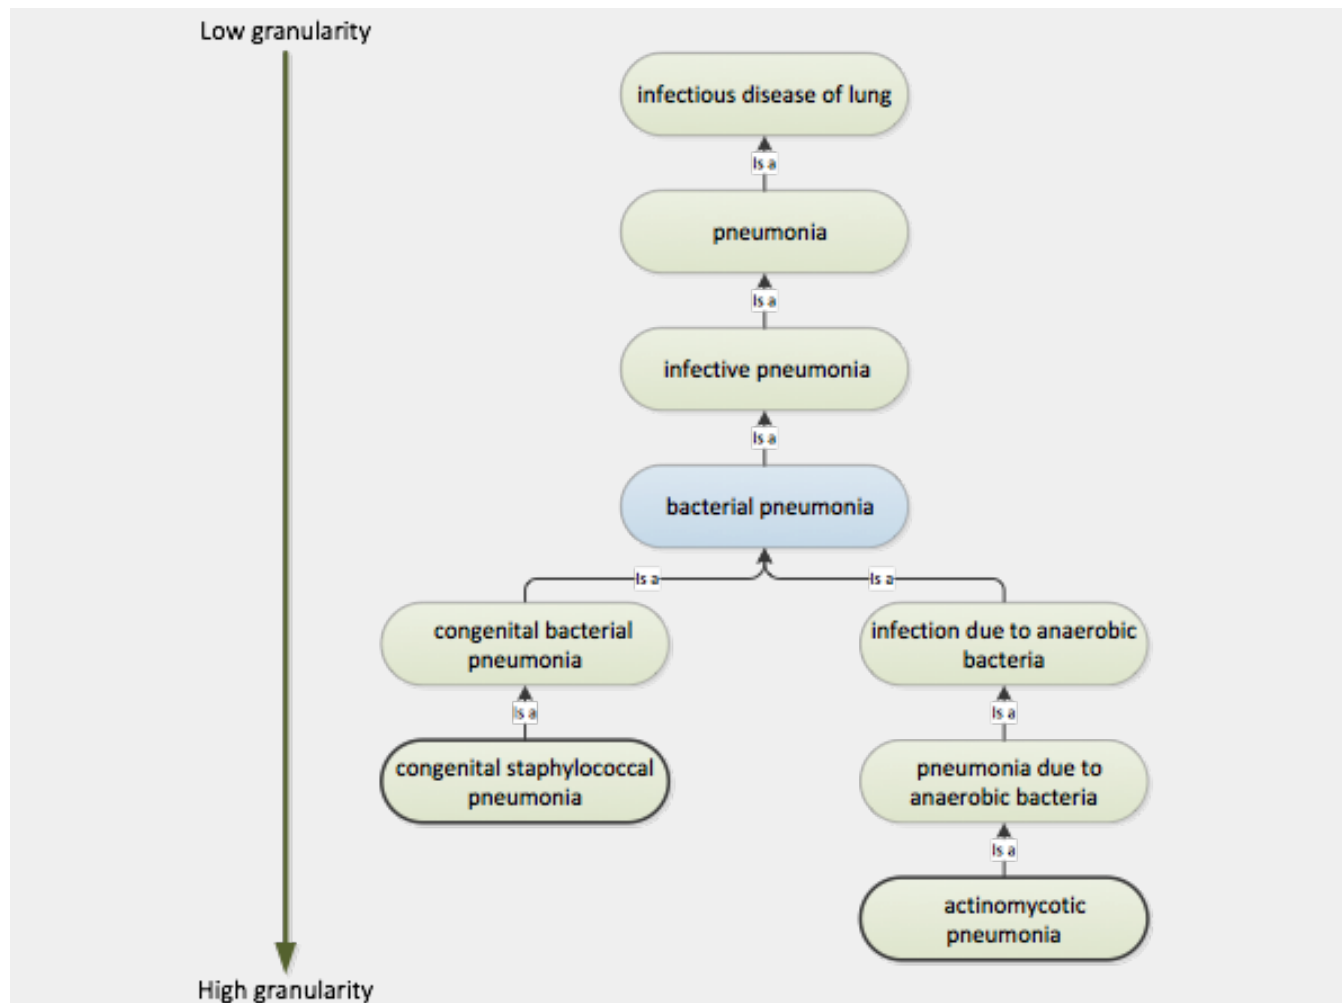 Low granularity
infectious disease of lung
Is a
pneumonia
Is a
infective pneumonia
Is a
bacterial pneumonia
Is a
Is a
congenital bacterial
pneumonia
infection due to anaerobic
bacteria
Is a
Is a
congenital staphylococcal
pneumonia
pneumonia due to
anaerobic bacteria
Is a
actinomycotic
pneumonia
High granularity